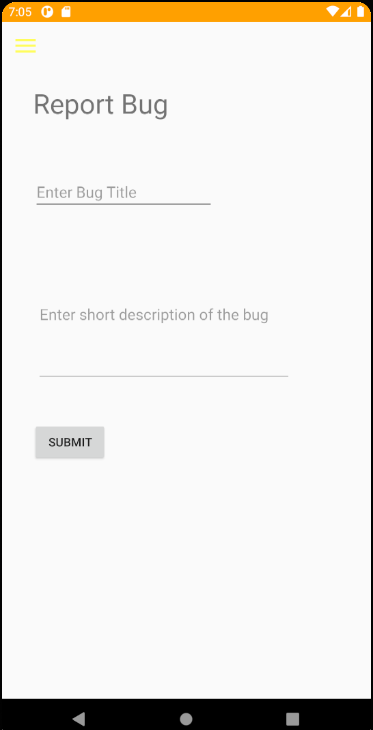 7:05
Report Bug
Enter Bug Title
Enter short description of the bug
SUBMIT